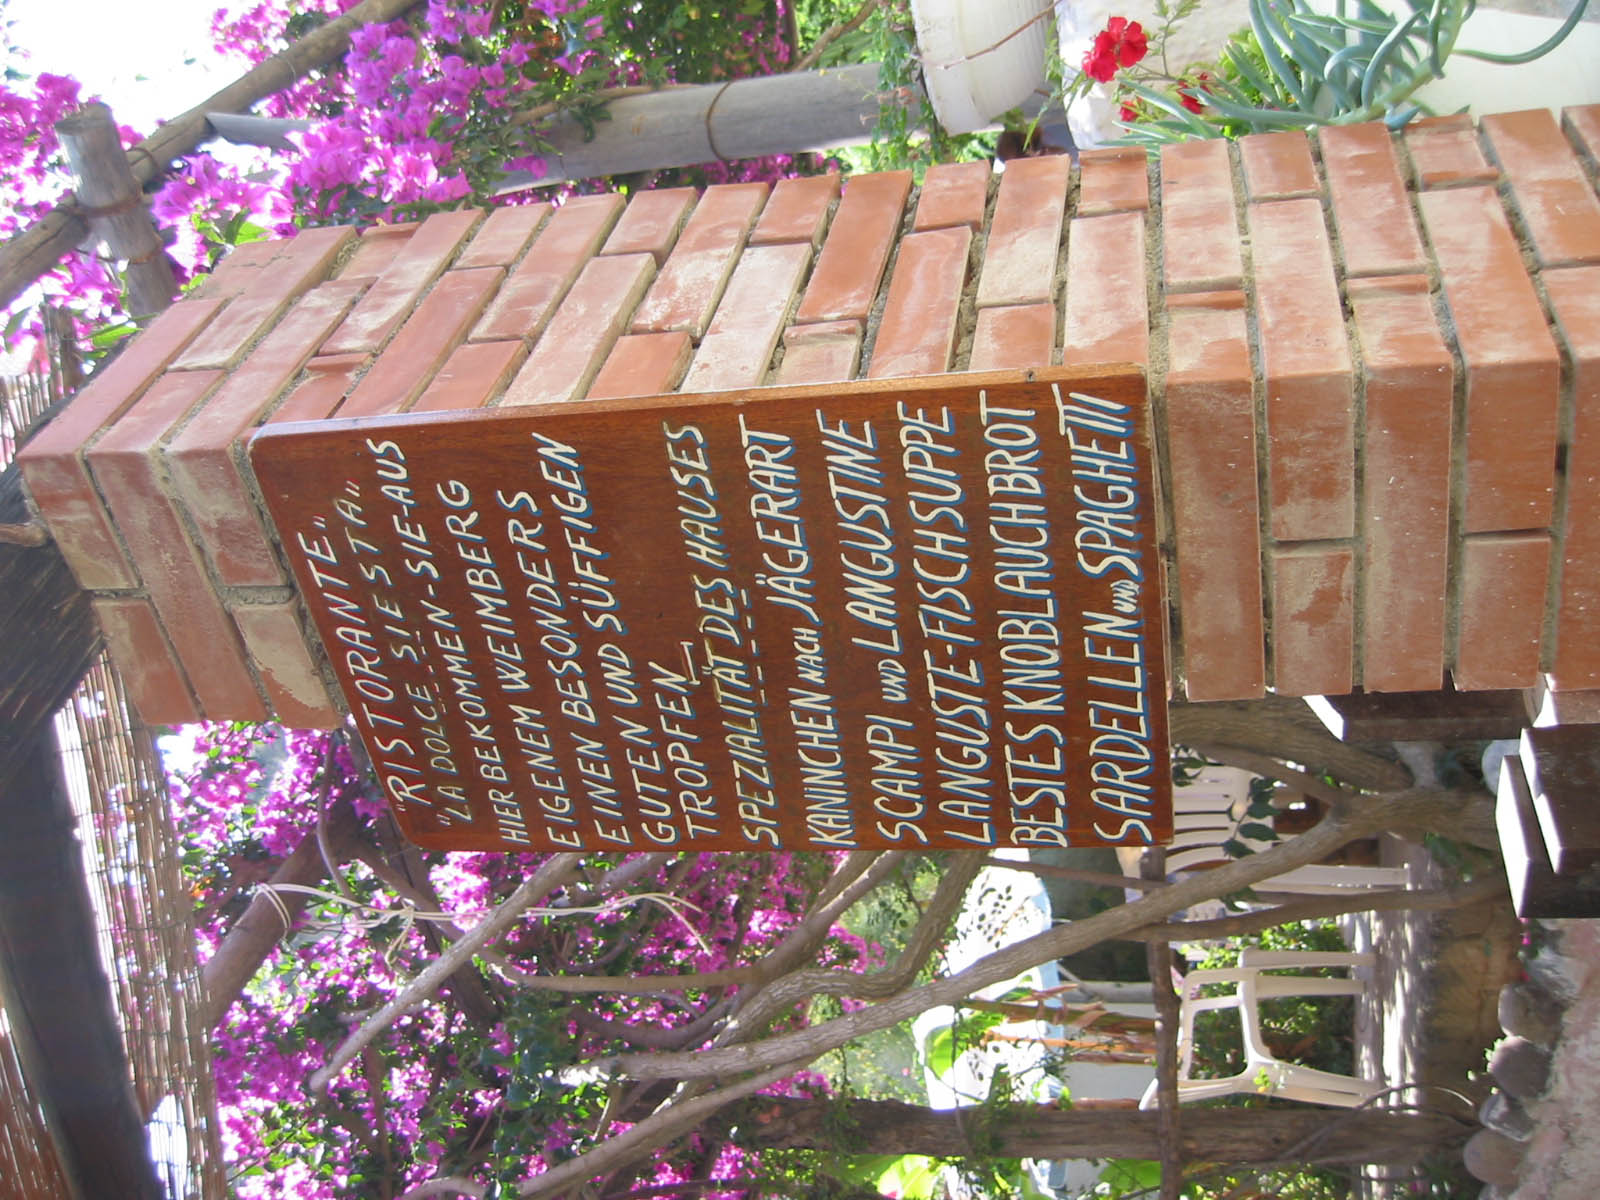 "RISTORANTE"
"LA DOLCE SIESTA"
HIER BEKOMMEN-SIE-AUS
EIGENEM WEIMBERG
EINEN BESONDERS
GUTEN UND SÜFFIGEN
TROPFEN
SPEZIALITÄT DES HAUSES
KANINCHEN NACH JÄGERART
SCAMPI UND LANGUSTINE
LANGUSTE-FISCHSUPPE
BESTES KNOBLAUCHBROT
SARDELLEN UND SPAGHETTI